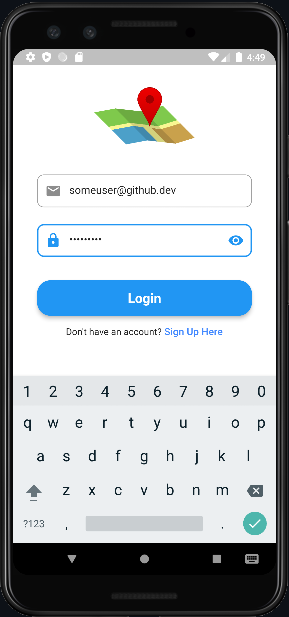 4:49
someuser@github.dev
•••••••••
Login
Don't have an account? Sign Up Here
1 2 3 4 5 6 7 8 9 0
q w e r t y u i o p
a s d f g h j k l
z x c v b n m
?123 , .